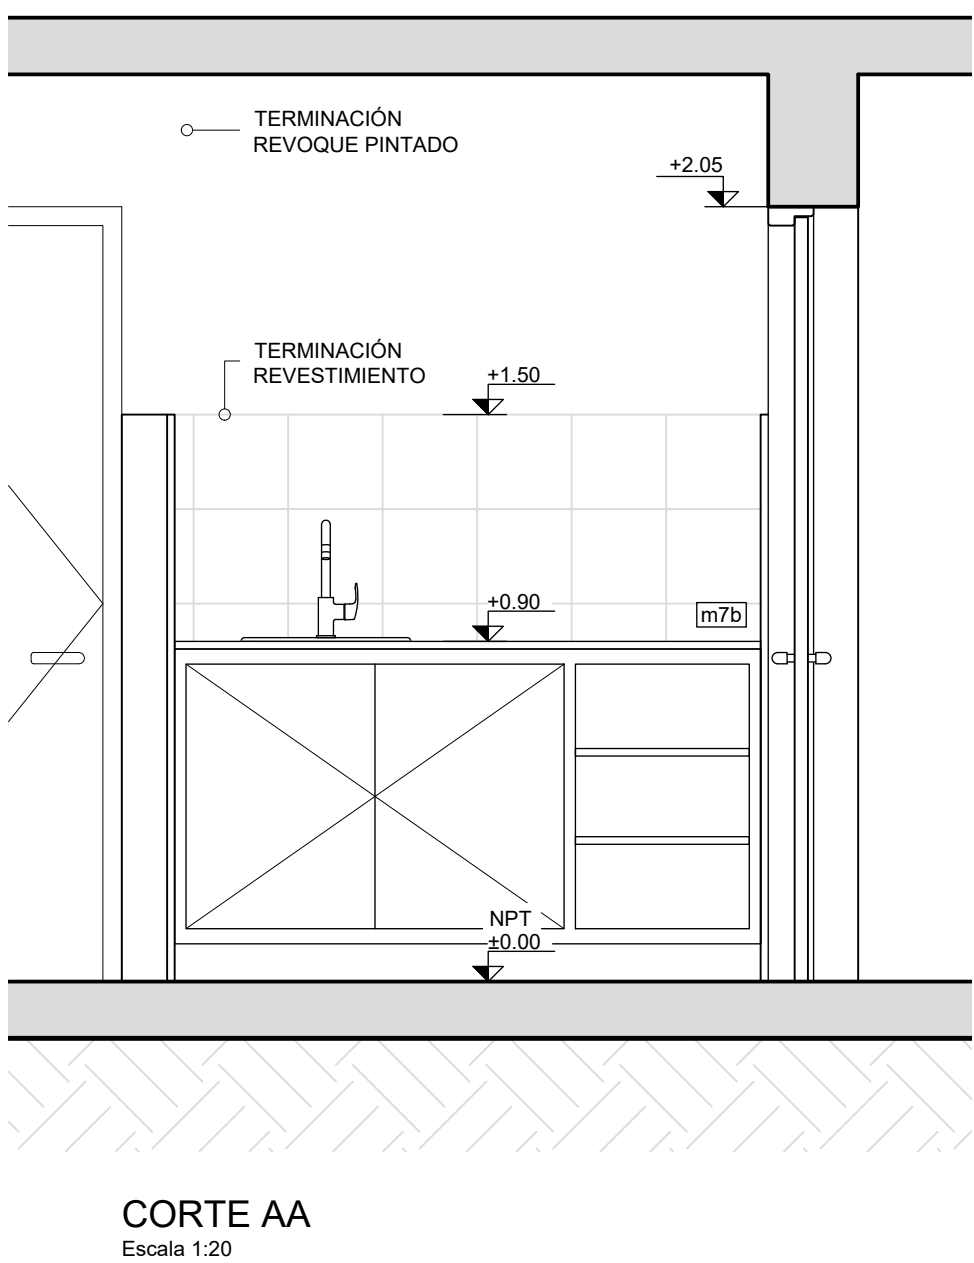 TERMINACIÓN
REVOQUE PINTADO
+2.05
TERMINACIÓN
REVESTIMIENTO
+1.50
+0.90
m7b
NPT
±0.00
CORTE AA
Escala 1:20